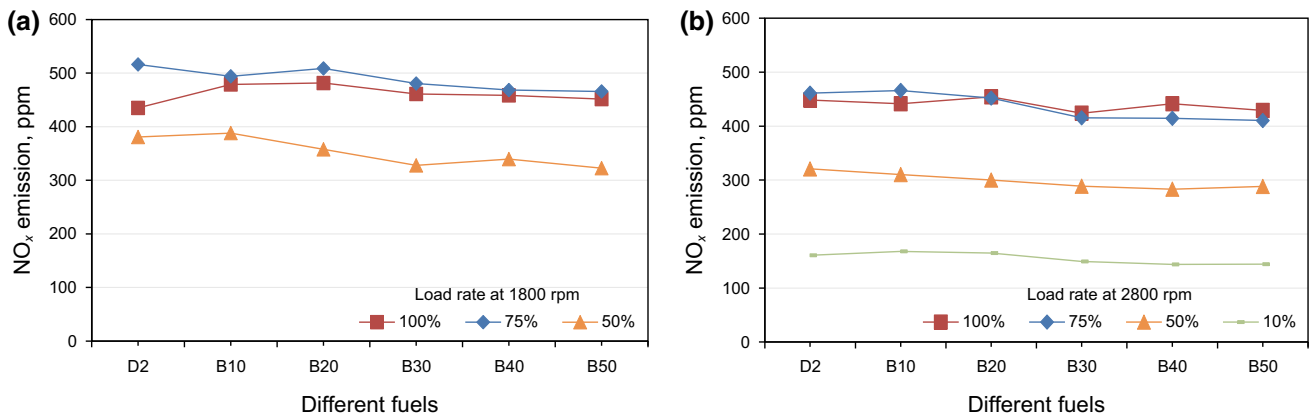 (a)
600
500
400
300
200
100
0
NOx emission, ppm
Load rate at 1800 rpm
100% 75% 50%
D2 B10 B20 B30 B40 B50
Different fuels
(b)
600
500
400
300
200
100
0
NOx emission, ppm
Load rate at 2800 rpm
100% 75% 50% 10%
D2 B10 B20 B30 B40 B50
Different fuels